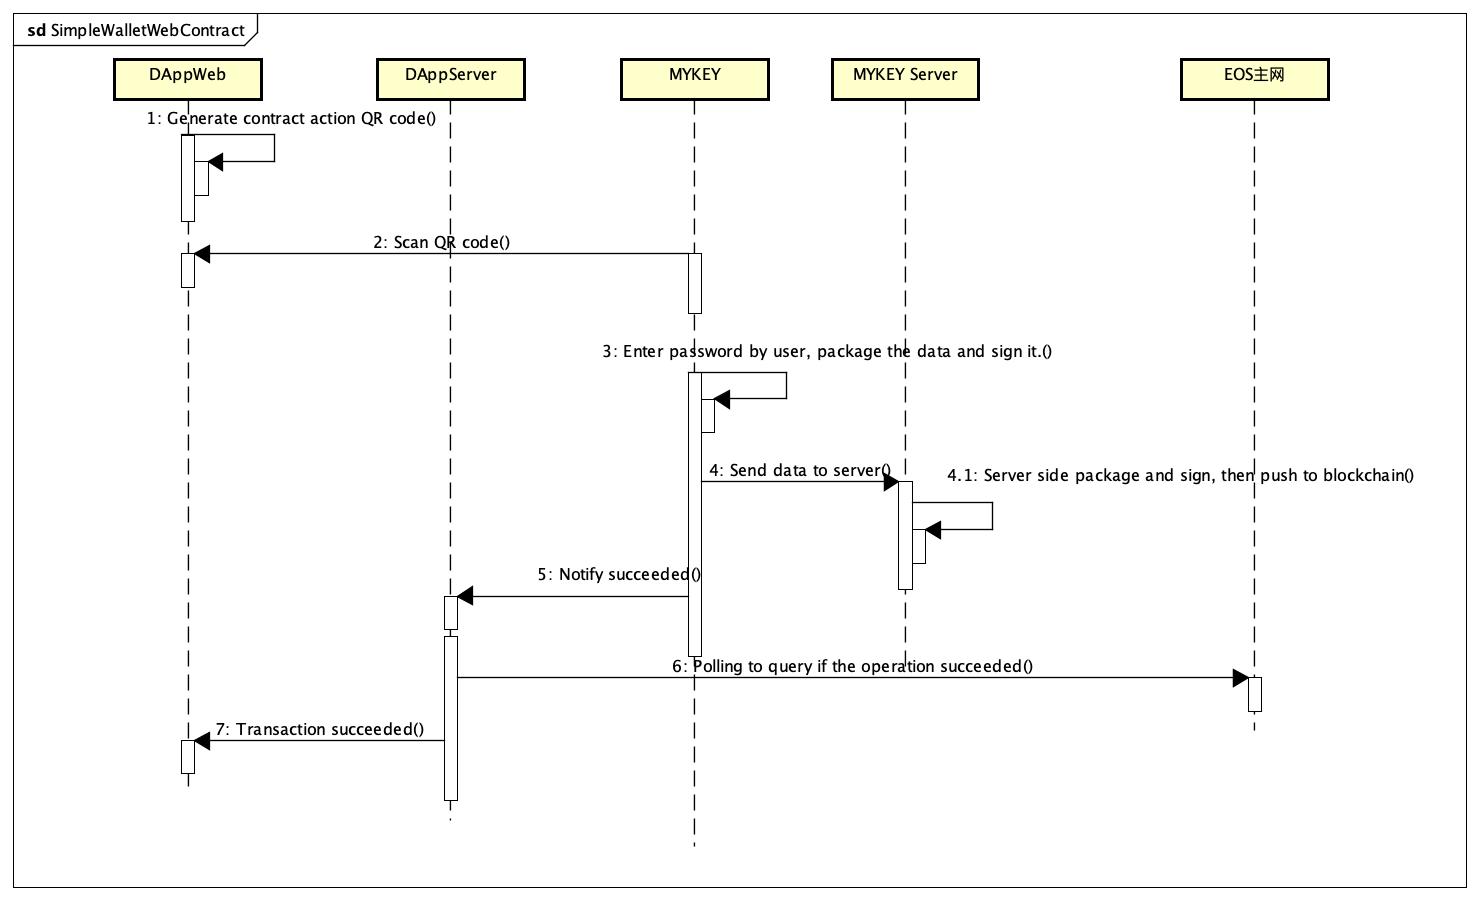 sd SimpleWalletWebContract
DAppWeb
DAppServer
MYKEY
MYKEY Server
EOS主网
1: Generate contract action QR code()
2: Scan QR code()
3: Enter password by user, package the data and sign it.()
4: Send data to server()
4.1: Server side package and sign, then push to blockchain()
5: Notify succeeded()
6: Polling to query if the operation succeeded()
7: Transaction succeeded()